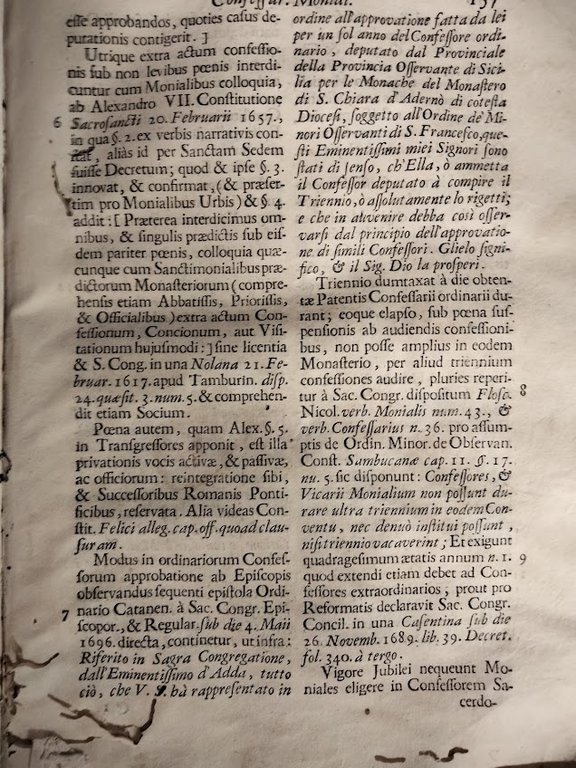 Confessar. Monial. 157
esse approbandos, quoties casus de-
putationis contigerit. ]
Utrique extra actum confessio-
nis sub non levibus pœnis interdi-
cuntur cum Monialibus colloquia,
ab Alexandro VII. Constitutione
6 Sacrosancti 20. Februarii 1657.,
in qua §. 2. ex verbis narrativis con-
stat, aliàs id per Sanctam Sedem
fuisse Decretum; quod & ipse §. 3.
innovat, & confirmat, (& præser-
tim pro Monialibus Urbis) & §. 4.
addit: [ Præterea interdicimus om-
nibus, & singulis prædictis sub eis-
dem pariter pœnis, colloquia quæ-
cunque cum Sanctimonialibus præ-
dictorum Monasteriorum (compre-
hensis etiam Abbatissis, Priorissis,
& Officialibus ) extra actum Con-
fessionum, Concionum, aut Visi-
tationum hujusmodi : ] sine licentia
& S. Cong. in una Nolana 21. Fe-
bruar. 1617. apud Tamburin. disp.
24. quæsit. 3. num. 5. & comprehen-
dit etiam Socium.
Pœna autem, quam Alex. §. 5.
in Transgressores apponit, est illa
privationis vocis activæ, & passivæ,
ac officiorum: reintegratione sibi,
& Successoribus Romanis Ponti-
ficibus, reservata. Alia videas Con-
stit. Felici alleg. cap. off. quoad clau-
suram.
Modus in ordinariorum Confes-
sorum approbatione ab Episcopis
observandus sequenti epistola Ordi-
nario Catanen. à Sac. Congr. Epi-
7 scopor., & Regular. sub die 4. Maii
1696. directa, continetur, ut infra:
Riferito in Sagra Congregatione,
dall'Eminentissimo d'Adda, tutto
ciò, che V. S. hà rappresentato in
ordine all'approvatione fatta da lei
per un sol anno del Confessore ordi-
nario, deputato dal Provinciale
della Provincia Osservante di Sici-
lia per le Monache del Monastero
di S. Chiara d'Adernò di cotesta
Diocesi, soggetto all'Ordine de' Mi-
nori Osservanti di S. Francesco, que-
sti Eminentissimi miei Signori sono
stati di senso, ch'Ella, ò ammetta
il Confessor deputato à compire il
Triennio, ò assolutamente lo rigetti;
e che in avvenire debba così osser-
varsi dal principio dell'approvatio-
ne di simili Confessori. Glielo signi-
fico, & il Sig. Dio la prosperi.
Triennio dumtaxat à die obten-
tæ Patentis Confessarii ordinarii du-
rant; eoque elapso, sub pœna sus-
pensionis ab audiendis confessioni-
bus, non posse amplius in eodem
Monasterio, per aliud triennium
confessiones audire, pluries reperi-
tur à Sac. Congr. dispositum Flosc. 8
Nicol. verb. Monialis num. 43., &
verb. Confessarius n. 36. pro assum-
ptis de Ordin. Minor. de Observan.
Const. Sambucanæ cap. 11. §. 17.
nu. 5. sic disponunt: Confessores, &
Vicarii Monialium non possunt du-
rare ultra triennium in eodem Con-
ventu, nec denuò institui possunt,
nisi triennio vacaverint; Et exigunt
quadragesimum ætatis annum n. 1. 9
quod extendi etiam debet ad Con-
fessores extraordinarios, prout pro
Reformatis declaravit Sac. Congr.
Concil. in una Casentina sub die
26. Novemb. 1689. lib. 39. Decret.
fol. 340. à tergo.
Vigore Jubilei nequeunt Mo-
niales eligere in Confessorem Sa-
cerdo-